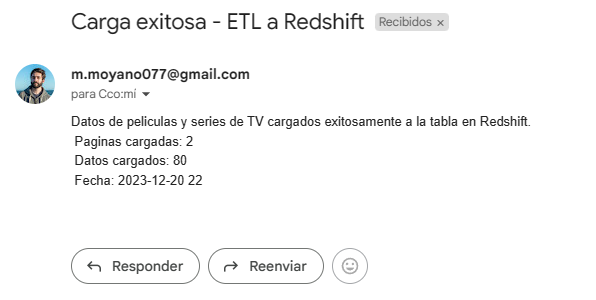 Carga exitosa - ETL a Redshift Recibidos ×
m.moyano077@gmail.com
para Cco:mí
Datos de peliculas y series de TV cargados exitosamente a la tabla en Redshift.
Paginas cargadas: 2
Datos cargados: 80
Fecha: 2023-12-20 22
Responder Reenviar